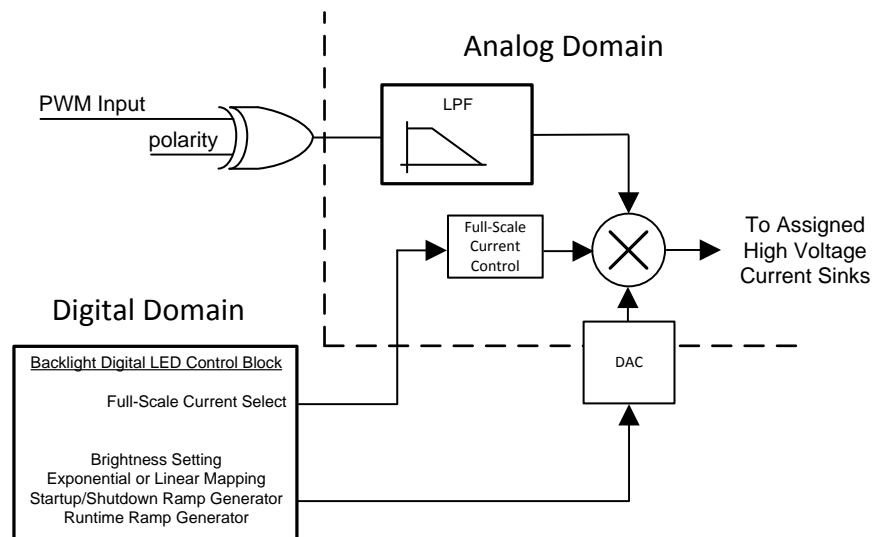 Analog Domain
PWM Input
polarity
LPF
Full-Scale
Current
Control
To Assigned
High Voltage
Current Sinks
Digital Domain
DAC
Backlight Digital LED Control Block
Full-Scale Current Select
Brightness Setting
Exponential or Linear Mapping
Startup/Shutdown Ramp Generator
Runtime Ramp Generator